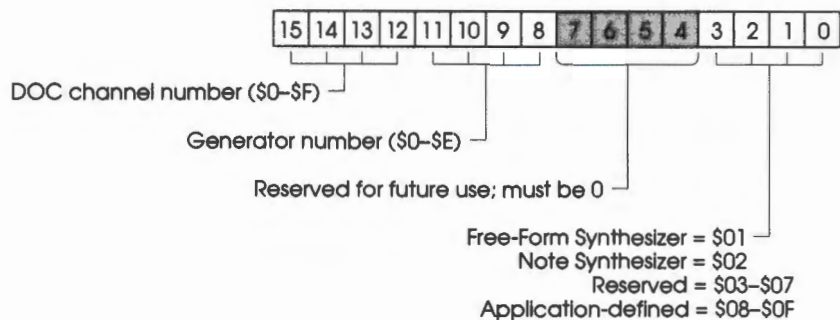 15 14 13 12 11 10 9 8 7 6 5 4 3 2 1 0
DOC channel number ($0–$F)
Generator number ($0–$E)
Reserved for future use; must be 0
Free-Form Synthesizer = $01
Note Synthesizer = $02
Reserved = $03–$07
Application-defined = $08–$0F